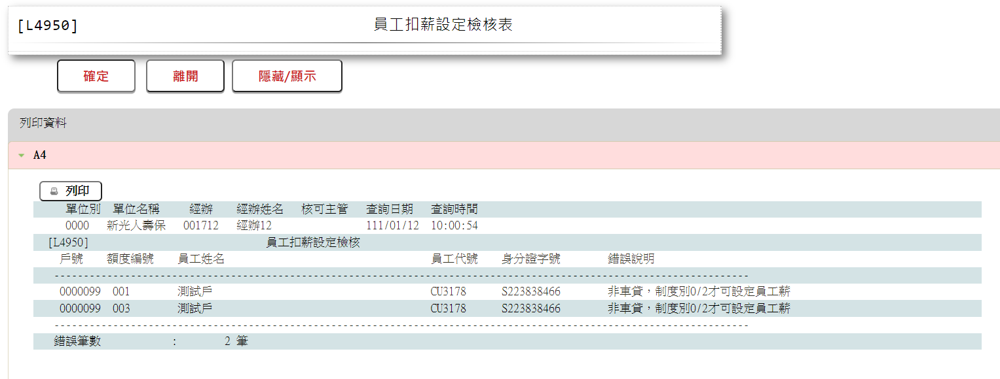 [L4950] 員工扣薪設定檢核表
確定 離開 隱藏/顯示
列印資料
A4
列印
單位別 單位名稱 經辦 經辦姓名 核可主管 查詢日期 查詢時間
0000 新光人壽保 001712 經辦12 111/01/12 10:00:54
[L4950] 員工扣薪設定檢核
戶號 額度編號 員工姓名 員工代號 身分證字號 錯誤說明
0000099 001 測試戶 CU3178 S223838466 非車貸，制度別0/2才可設定員工薪
0000099 003 測試戶 CU3178 S223838466 非車貸，制度別0/2才可設定員工薪
錯誤筆數 : 2 筆